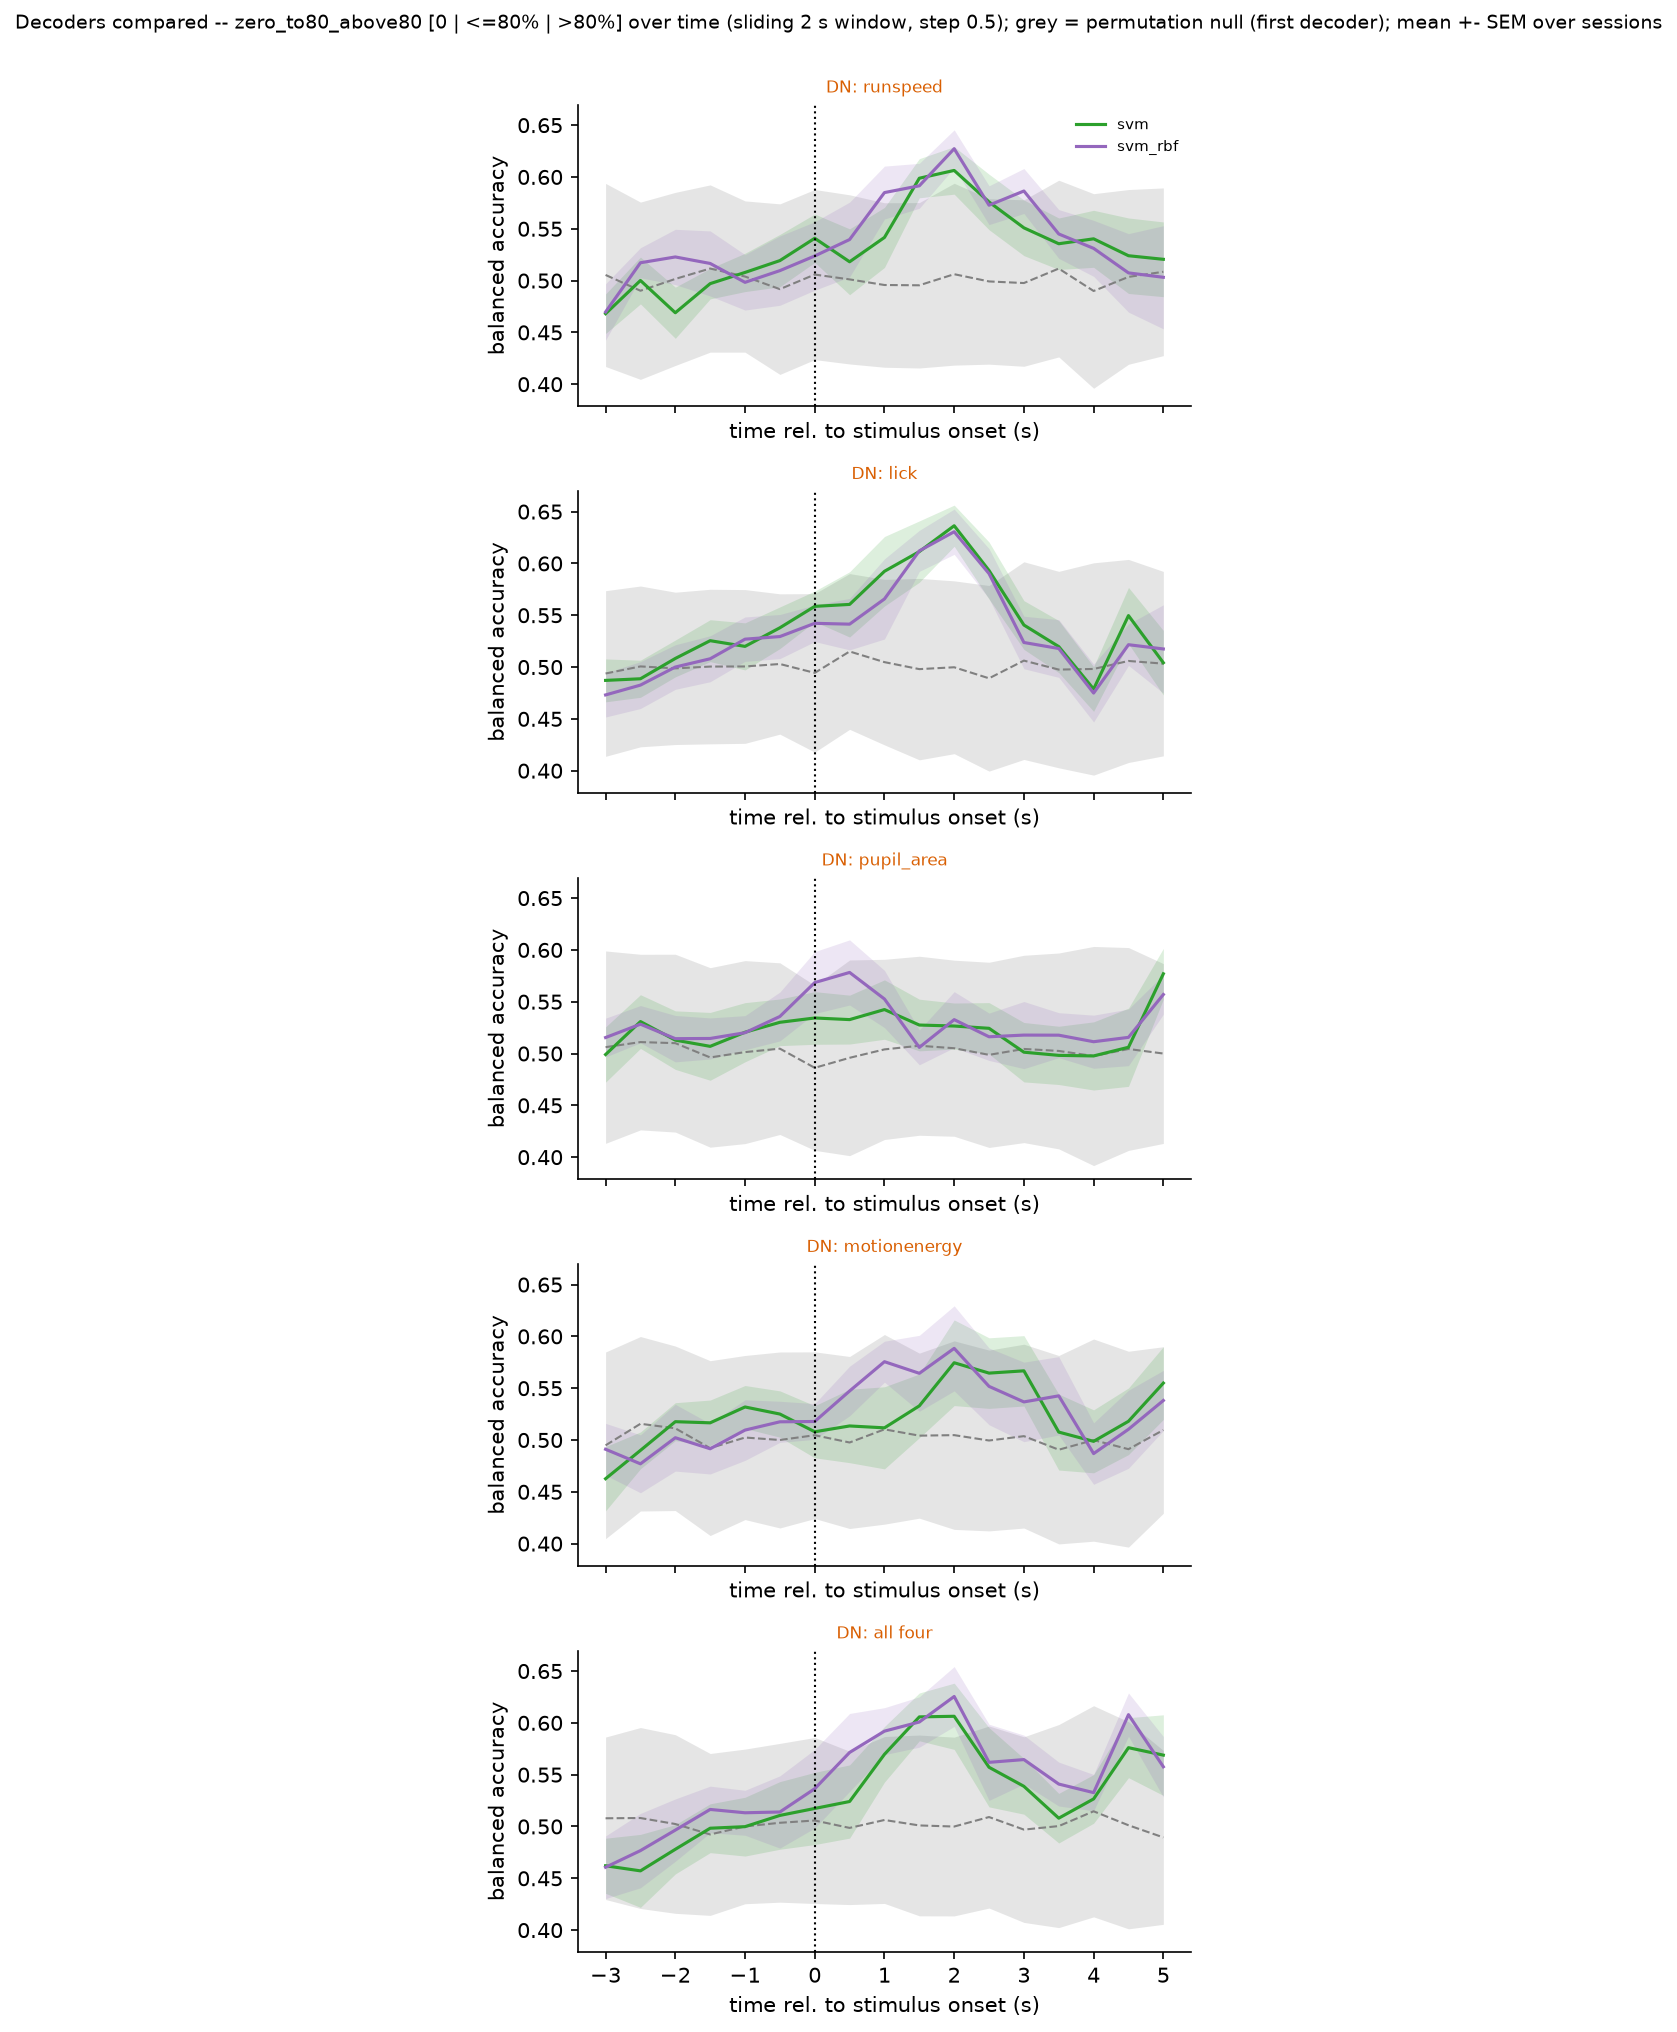 Decoders compared -- zero_to80_above80 [0 | <=80% | >80%] over time (sliding 2 s window, step 0.5); grey = permutation null (first decoder); mean +- SEM over sessions
DN: runspeed
svm
svm_rbf
0.65
0.60
0.55
0.50
0.45
0.40
balanced accuracy
time rel. to stimulus onset (s)
DN: lick
0.65
0.60
0.55
0.50
0.45
0.40
balanced accuracy
time rel. to stimulus onset (s)
DN: pupil_area
0.65
0.60
0.55
0.50
0.45
0.40
balanced accuracy
time rel. to stimulus onset (s)
DN: motionenergy
0.65
0.60
0.55
0.50
0.45
0.40
balanced accuracy
time rel. to stimulus onset (s)
DN: all four
0.65
0.60
0.55
0.50
0.45
0.40
balanced accuracy
−3 −2 −1 0 1 2 3 4 5
time rel. to stimulus onset (s)